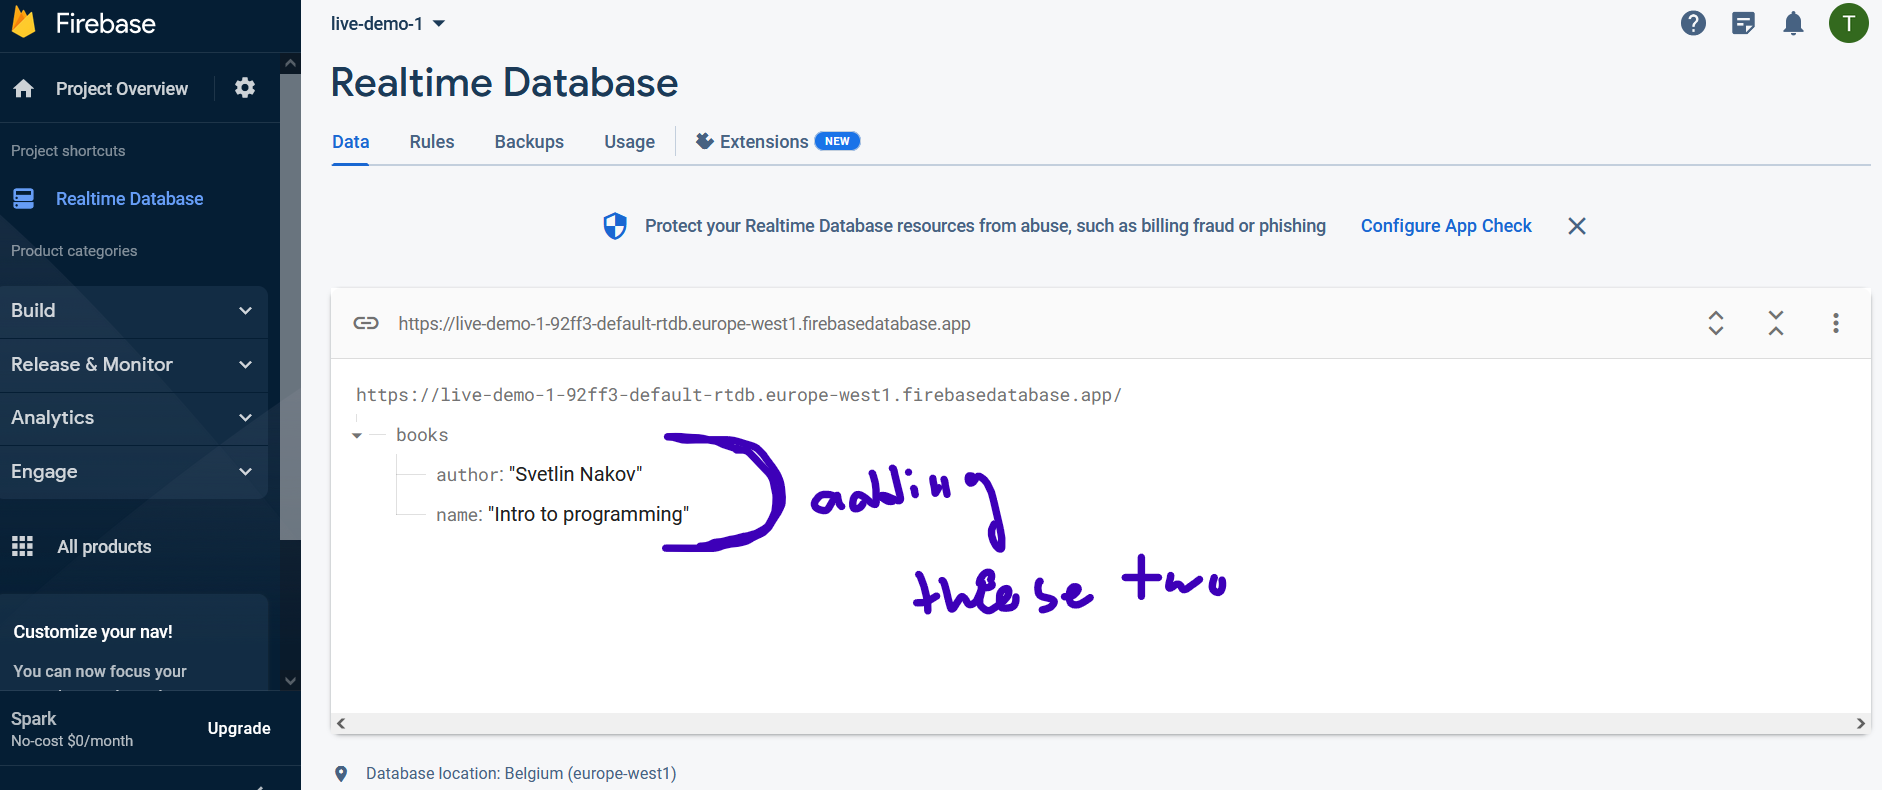 Firebase
live-demo-1
T
Project Overview
Realtime Database
Data Rules Backups Usage Extensions NEW
Project shortcuts
Realtime Database
Product categories
Protect your Realtime Database resources from abuse, such as billing fraud or phishing Configure App Check
Build
Release & Monitor
Analytics
Engage
All products
Customize your nav!
You can now focus your
Spark
No-cost $0/month
Upgrade
https://live-demo-1-92ff3-default-rtdb.europe-west1.firebasedatabase.app
https://live-demo-1-92ff3-default-rtdb.europe-west1.firebasedatabase.app/
books
author: "Svetlin Nakov"
name: "Intro to programming"
adding
these two
Database location: Belgium (europe-west1)